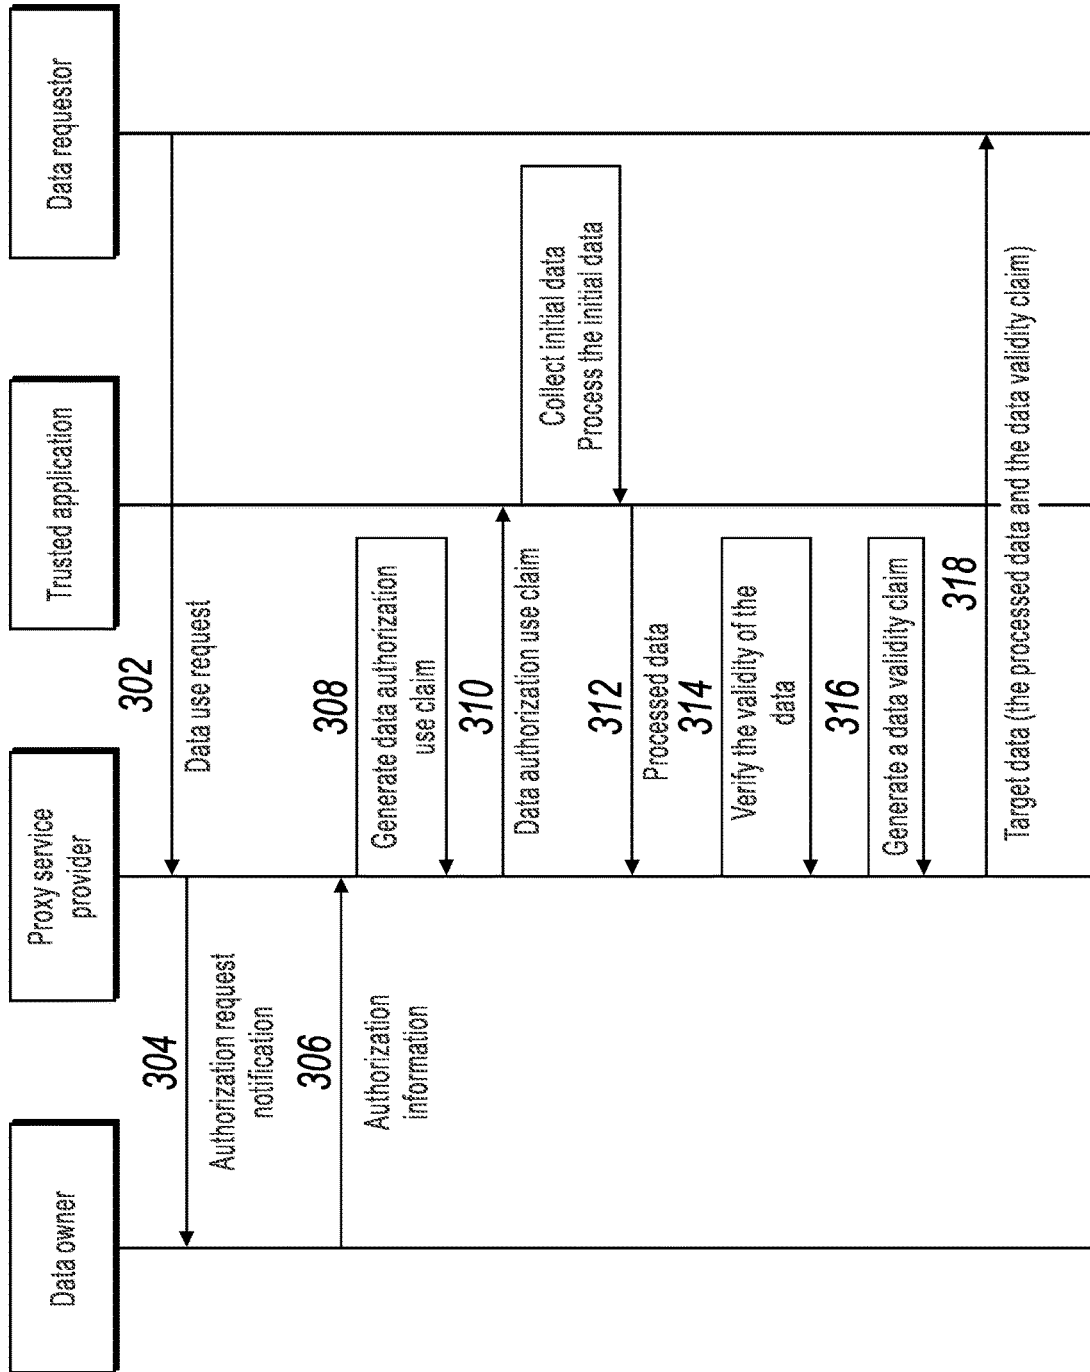 Data owner
Proxy service
provider
Trusted application
Data requestor
302
Data use request
304
Authorization request
notification
306
Authorization
information
308
Generate data authorization
use claim
310
Data authorization use claim
Collect initial data
Process the initial data
312
Processed data
314
Verify the validity of the
data
316
Generate a data validity claim
318
Target data (the processed data and the data validity claim)